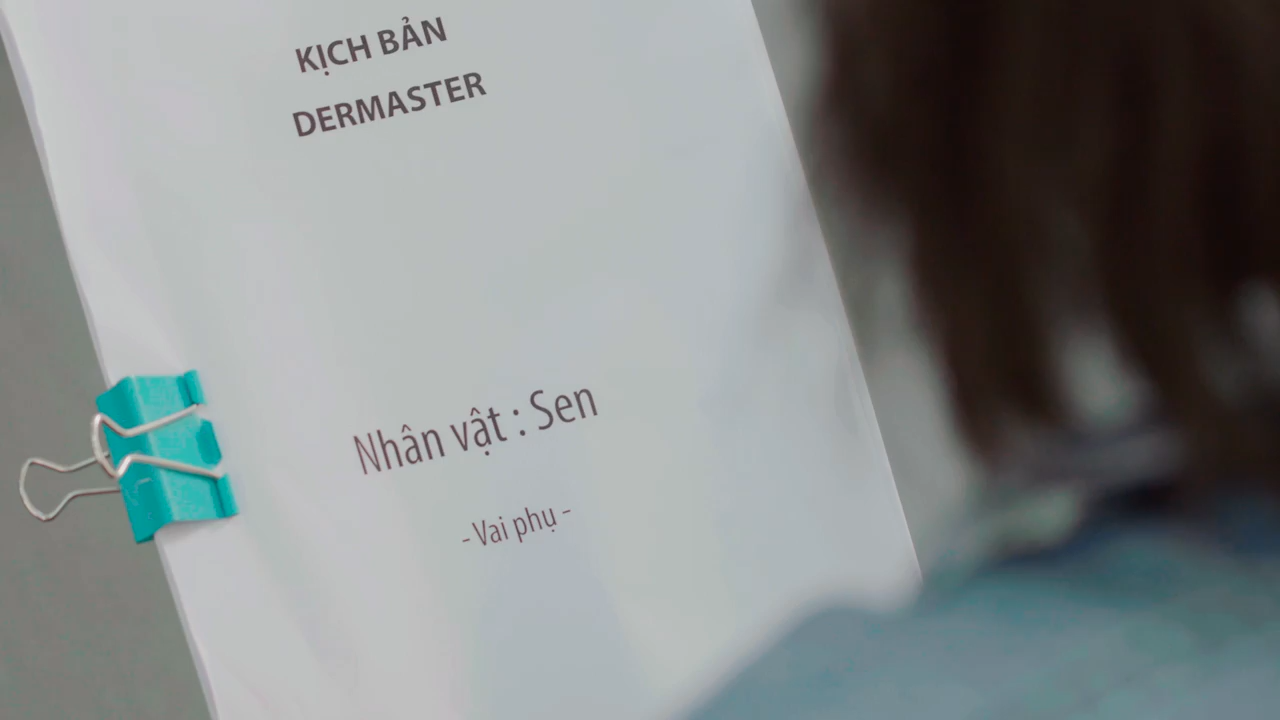 KỊCH BẢN
DERMASTER
Nhân vật : Sen
- Vai phụ -